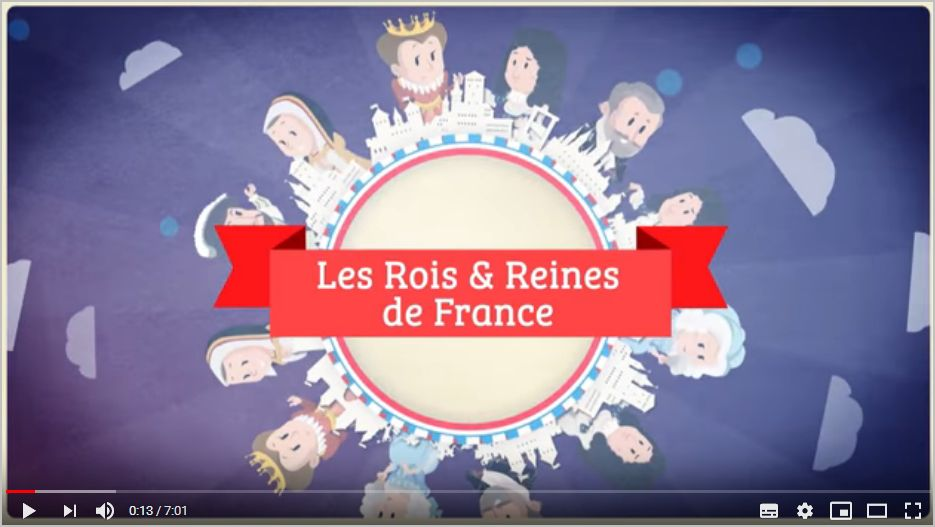 Les Rois & Reines
de France
0:13 / 7:01